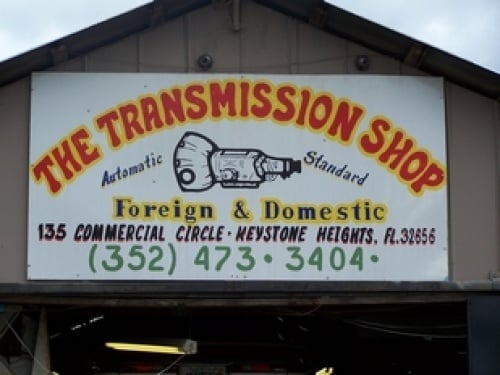 THE TRANSMISSION SHOP
Automatic
Standard
Foreign & Domestic
135 COMMERCIAL CIRCLE · KEYSTONE HEIGHTS, FL. 32656
(352) 473 · 3404 ·